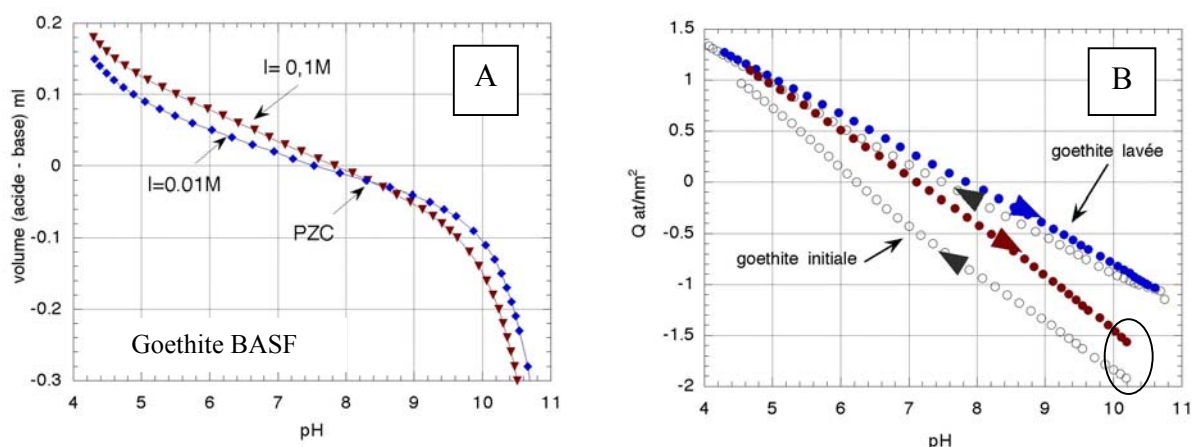 0.2
0.1
0
-0.1
-0.2
-0.3
volume (acide - base) ml
A
I= 0,1M
I=0.01M
PZC
Goethite BASF
4 5 6 7 8 9 10 11
pH
1.5
1
0.5
0
-0.5
-1
-1.5
-2
Q at/nm²
B
goethite lavée
goethite initiale
4 5 6 7 8 9 10 11
pH